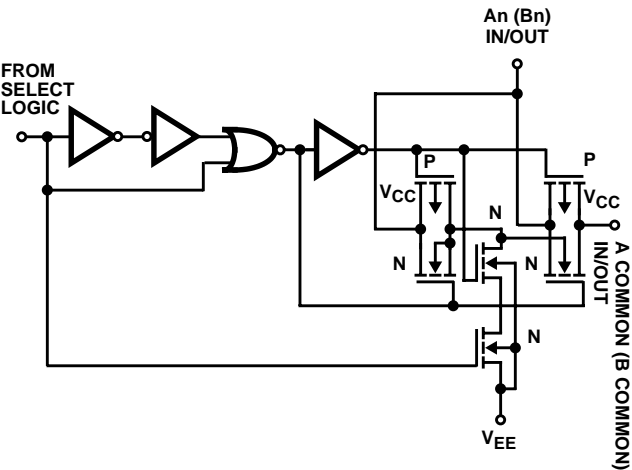 An (Bn)
IN/OUT
FROM
SELECT
LOGIC
P
P
VCC
VCC
N
N
N
N
N
A COMMON (B COMMON)
IN/OUT
VEE